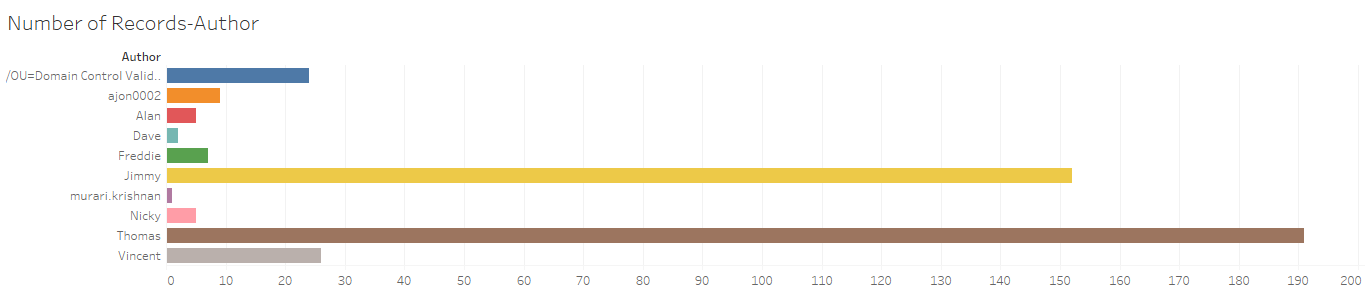 Number of Records-Author
Author
/OU=Domain Control Valid..
ajon0002
Alan
Dave
Freddie
Jimmy
murari.krishnan
Nicky
Thomas
Vincent
0 10 20 30 40 50 60 70 80 90 100 110 120 130 140 150 160 170 180 190 200